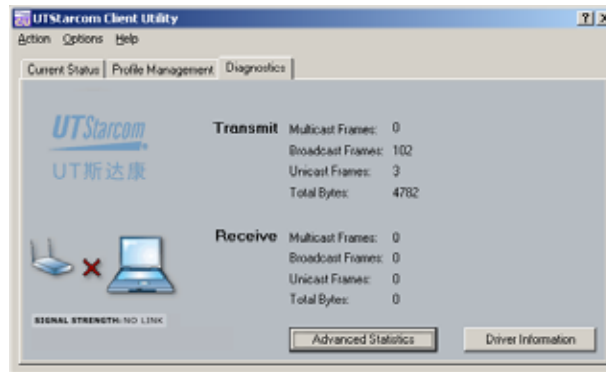 UTStarcom Client Utility
Action Options Help
Current Status Profile Management Diagnostics
UTStarcom
UT斯达康
Transmit
Multicast Frames: 0
Broadcast Frames: 102
Unicast Frames: 3
Total Bytes: 4782
Receive
Multicast Frames: 0
Broadcast Frames: 0
Unicast Frames: 0
Total Bytes: 0
SIGNAL STRENGTH: NO LINK
Advanced Statistics Driver Information